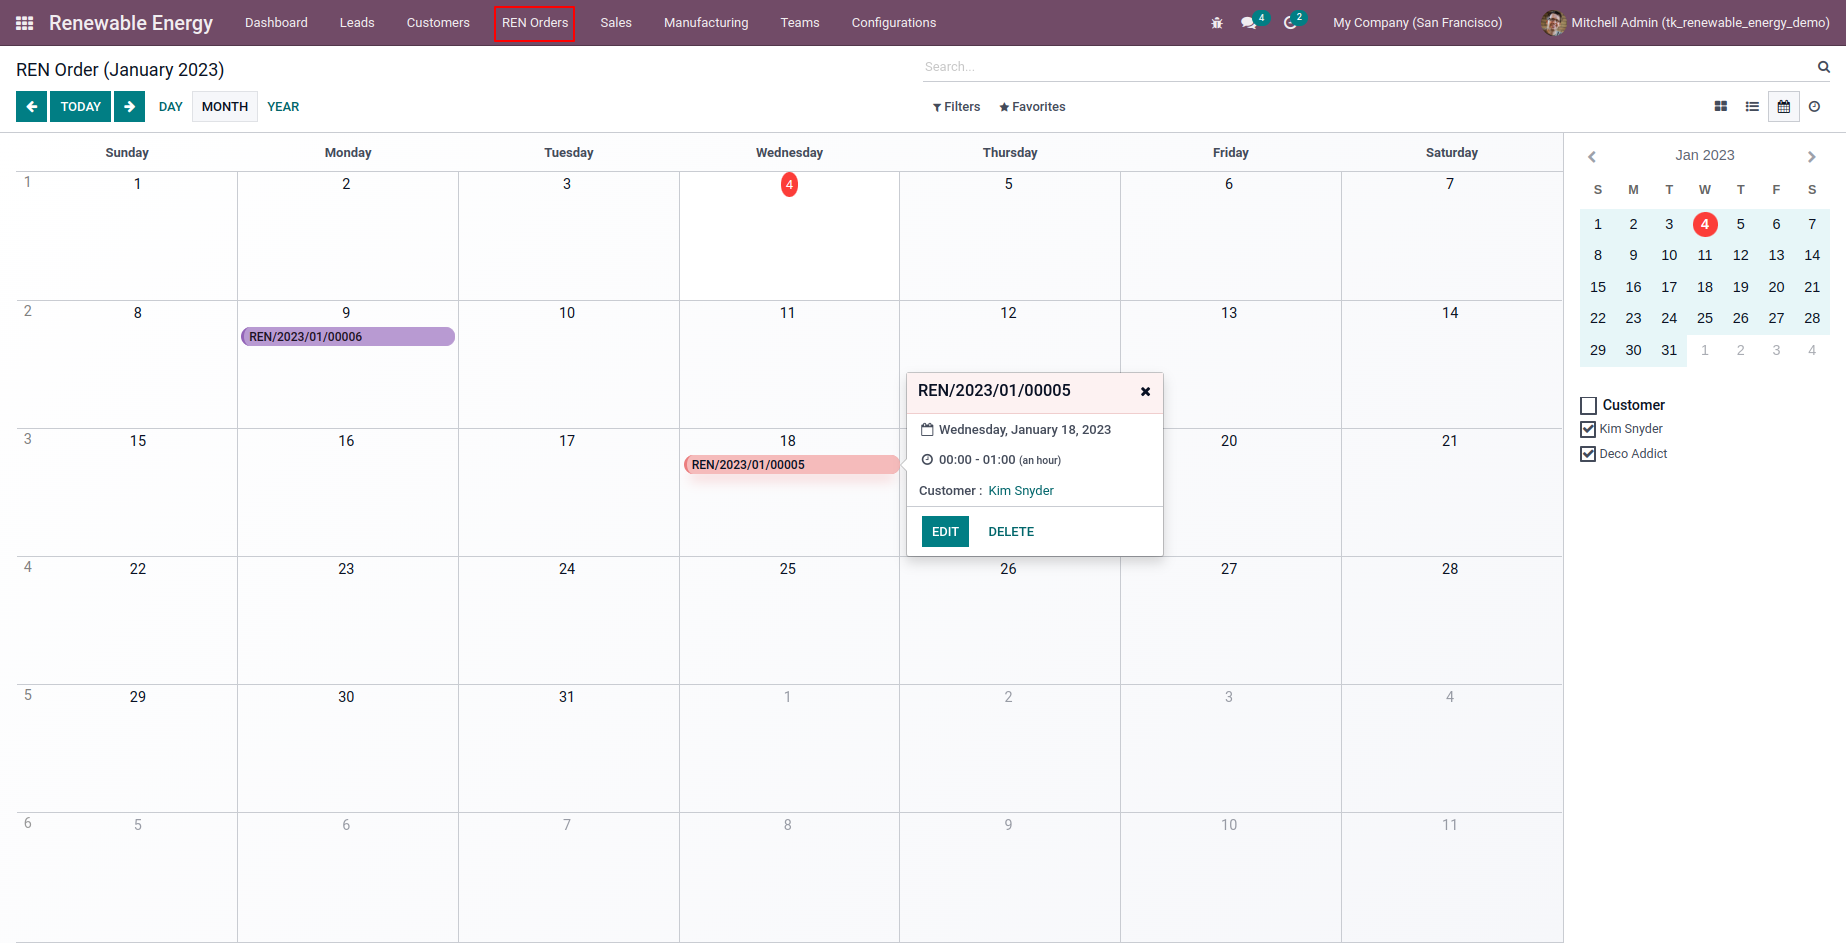 Renewable Energy Dashboard Leads Customers REN Orders Sales Manufacturing Teams Configurations 4 2 My Company (San Francisco) Mitchell Admin (tk_renewable_energy_demo)
REN Order (January 2023) Search...
TODAY DAY MONTH YEAR Filters Favorites
Sunday Monday Tuesday Wednesday Thursday Friday Saturday
1 1 2 3 4 5 6 7
2 8 9 10 11 12 13 14
REN/2023/01/00006
3 15 16 17 18 20 21
REN/2023/01/00005
4 22 23 24 25 26 27 28
5 29 30 31 1 2 3 4
6 5 6 7 8 9 10 11
REN/2023/01/00005
Wednesday, January 18, 2023
00:00 - 01:00 (an hour)
Customer : Kim Snyder
EDIT DELETE
Jan 2023
S M T W T F S
1 2 3 4 5 6 7
8 9 10 11 12 13 14
15 16 17 18 19 20 21
22 23 24 25 26 27 28
29 30 31 1 2 3 4
Customer
Kim Snyder
Deco Addict